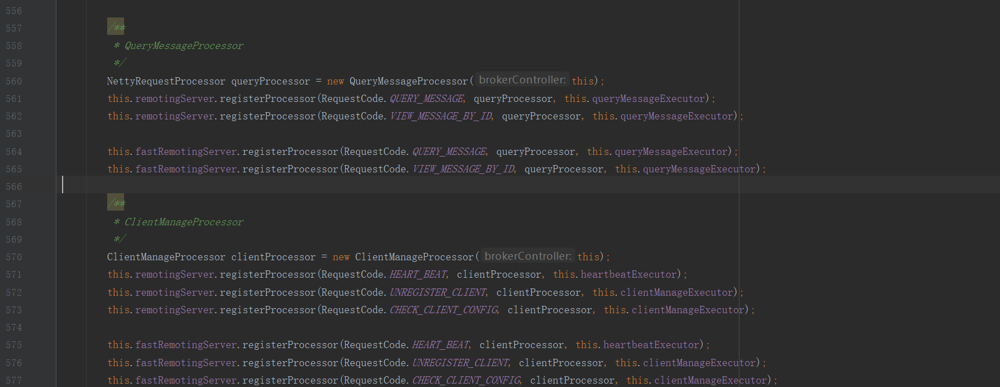 556
557 /**
558 * QueryMessageProcessor
559 */
560 NettyRequestProcessor queryProcessor = new QueryMessageProcessor( brokerController: this);
561 this.remotingServer.registerProcessor(RequestCode.QUERY_MESSAGE, queryProcessor, this.queryMessageExecutor);
562 this.remotingServer.registerProcessor(RequestCode.VIEW_MESSAGE_BY_ID, queryProcessor, this.queryMessageExecutor);
563
564 this.fastRemotingServer.registerProcessor(RequestCode.QUERY_MESSAGE, queryProcessor, this.queryMessageExecutor);
565 this.fastRemotingServer.registerProcessor(RequestCode.VIEW_MESSAGE_BY_ID, queryProcessor, this.queryMessageExecutor);
566
567 /**
568 * ClientManageProcessor
569 */
570 ClientManageProcessor clientProcessor = new ClientManageProcessor( brokerController: this);
571 this.remotingServer.registerProcessor(RequestCode.HEART_BEAT, clientProcessor, this.heartbeatExecutor);
572 this.remotingServer.registerProcessor(RequestCode.UNREGISTER_CLIENT, clientProcessor, this.clientManageExecutor);
573 this.remotingServer.registerProcessor(RequestCode.CHECK_CLIENT_CONFIG, clientProcessor, this.clientManageExecutor);
574
575 this.fastRemotingServer.registerProcessor(RequestCode.HEART_BEAT, clientProcessor, this.heartbeatExecutor);
576 this.fastRemotingServer.registerProcessor(RequestCode.UNREGISTER_CLIENT, clientProcessor, this.clientManageExecutor);
577 this.fastRemotingServer.registerProcessor(RequestCode.CHECK_CLIENT_CONFIG, clientProcessor, this.clientManageExecutor);